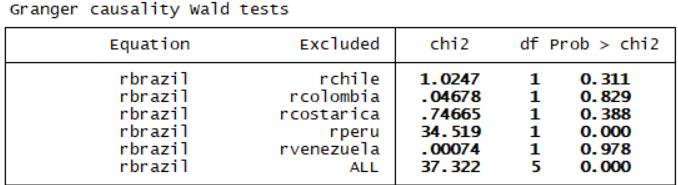 Granger causality Wald tests
Equation Excluded chi2 df Prob > chi2
rbrazil rchile 1.0247 1 0.311
rbrazil rcolombia .04678 1 0.829
rbrazil rcostarica .74665 1 0.388
rbrazil rperu 34.519 1 0.000
rbrazil rvenezuela .00074 1 0.978
rbrazil ALL 37.322 5 0.000